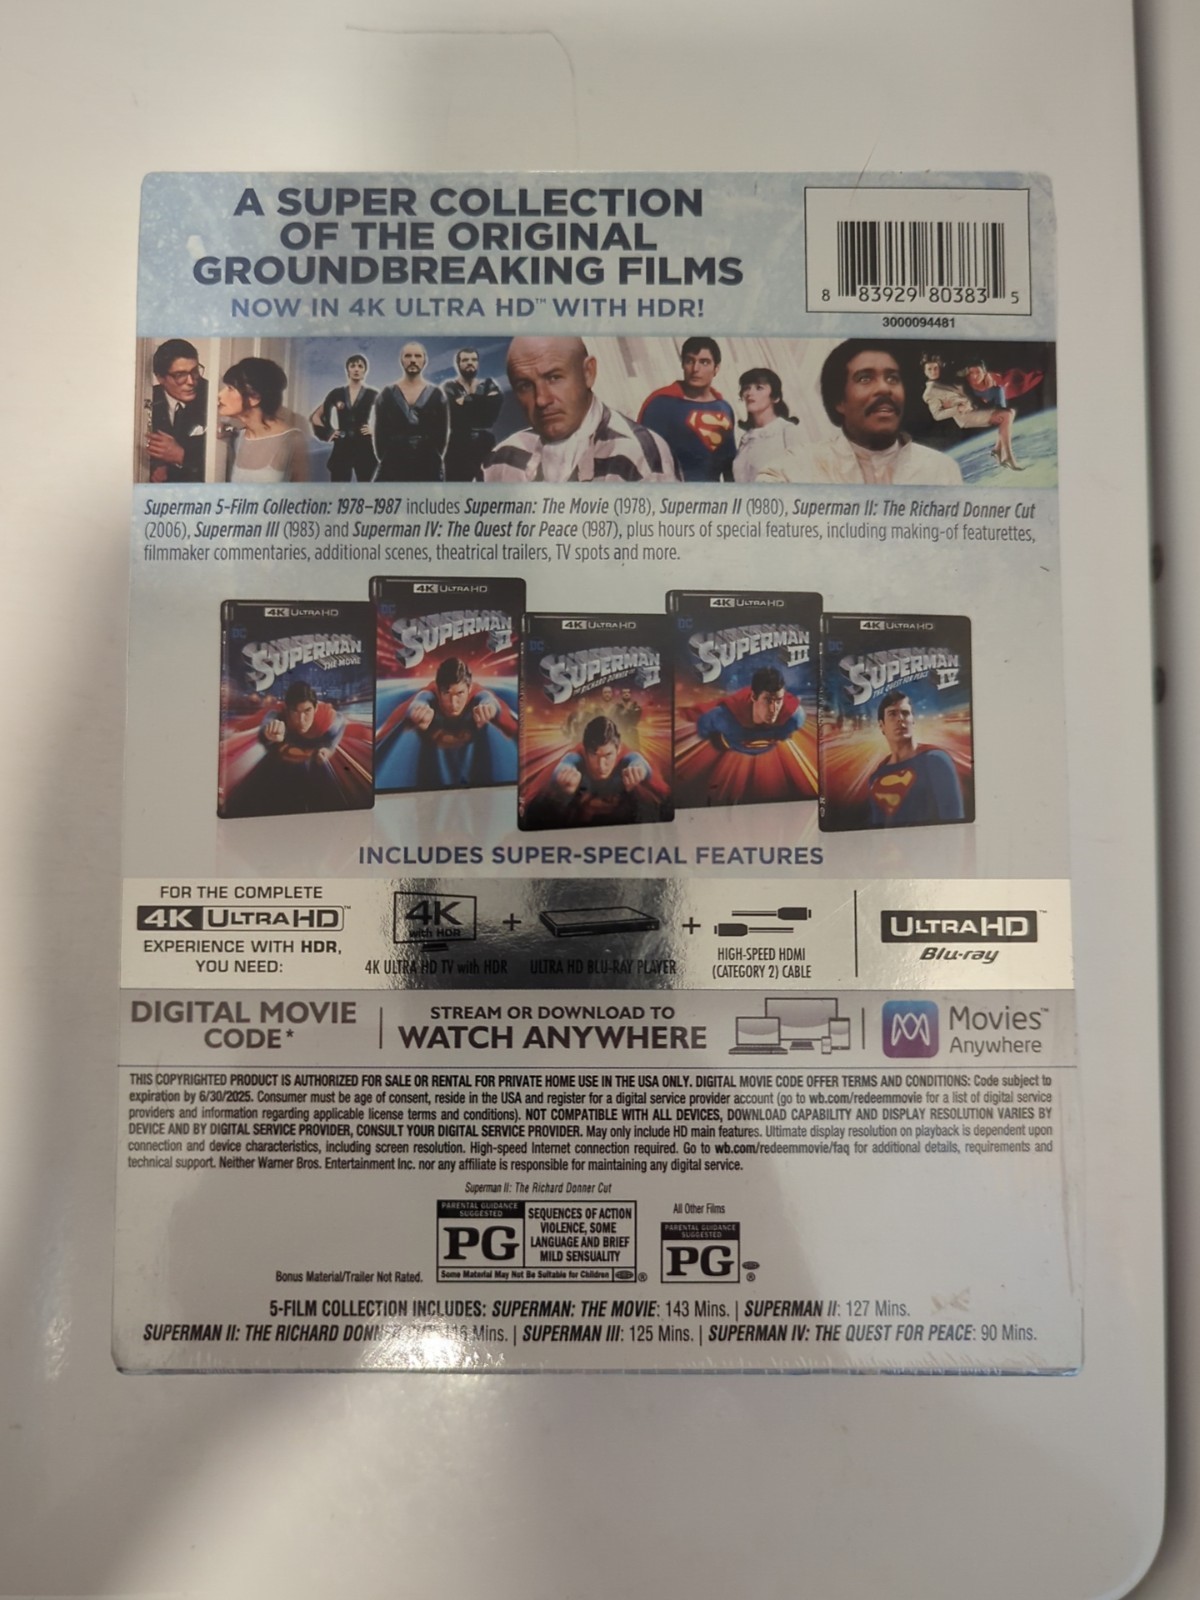 A SUPER COLLECTION
OF THE ORIGINAL
GROUNDBREAKING FILMS
NOW IN 4K ULTRA HD™ WITH HDR!
8 83929 80383 5
3000094481
Superman 5-Film Collection: 1978–1987 includes Superman: The Movie (1978), Superman II (1980), Superman II: The Richard Donner Cut
(2006), Superman III (1983) and Superman IV: The Quest for Peace (1987), plus hours of special features, including making-of featurettes,
filmmaker commentaries, additional scenes, theatrical trailers, TV spots and more.
4K ULTRA HD
DC
SUPERMAN
THE MOVIE
4K ULTRA HD
DC
SUPERMAN
II
4K ULTRA HD
DC
SUPERMAN
II
THE RICHARD DONNER
4K ULTRA HD
DC
SUPERMAN
III
4K ULTRA HD
DC
SUPERMAN
IV
THE QUEST FOR PEACE
INCLUDES SUPER-SPECIAL FEATURES
FOR THE COMPLETE
4K ULTRA HD™
EXPERIENCE WITH HDR,
YOU NEED:
4K
with HDR
4K ULTRA HD TV with HDR
+
ULTRA HD BLU-RAY PLAYER
+
HIGH-SPEED HDMI
(CATEGORY 2) CABLE
ULTRA HD™
Blu-ray
DIGITAL MOVIE
CODE*
STREAM OR DOWNLOAD TO
WATCH ANYWHERE
Movies™
Anywhere
THIS COPYRIGHTED PRODUCT IS AUTHORIZED FOR SALE OR RENTAL FOR PRIVATE HOME USE IN THE USA ONLY. DIGITAL MOVIE CODE OFFER TERMS AND CONDITIONS: Code subject to
expiration by 6/30/2025. Consumer must be age of consent, reside in the USA and register for a digital service provider account (go to wb.com/redeemmovie for a list of digital service
providers and information regarding applicable license terms and conditions). NOT COMPATIBLE WITH ALL DEVICES, DOWNLOAD CAPABILITY AND DISPLAY RESOLUTION VARIES BY
DEVICE AND BY DIGITAL SERVICE PROVIDER, CONSULT YOUR DIGITAL SERVICE PROVIDER. May only include HD main features. Ultimate display resolution on playback is dependent upon
connection and device characteristics, including screen resolution. High-speed Internet connection required. Go to wb.com/redeemmovie/faq for additional details, requirements and
technical support. Neither Warner Bros. Entertainment Inc. nor any affiliate is responsible for maintaining any digital service.
Superman II: The Richard Donner Cut
PARENTAL GUIDANCE SUGGESTED
PG
SEQUENCES OF ACTION
VIOLENCE, SOME
LANGUAGE AND BRIEF
MILD SENSUALITY
Some Material May Not Be Suitable for Children
®
All Other Films
PARENTAL GUIDANCE SUGGESTED
PG
®
Bonus Material/Trailer Not Rated.
5-FILM COLLECTION INCLUDES: SUPERMAN: THE MOVIE: 143 Mins. | SUPERMAN II: 127 Mins.
SUPERMAN II: THE RICHARD Mins. | SUPERMAN III: 125 Mins. | SUPERMAN IV: THE QUEST FOR PEACE: 90 Mins.